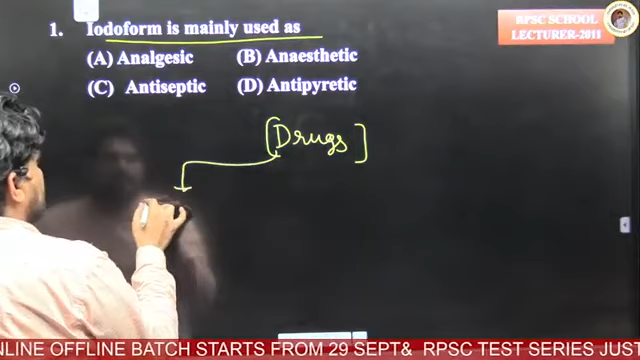 1. Iodoform is mainly used as
(A) Analgesic (B) Anaesthetic
(C) Antiseptic (D) Antipyretic
[Drugs]
RPSC SCHOOL
LECTURER-2011
NLINE OFFLINE BATCH STARTS FROM 29 SEPT& RPSC TEST SERIES JUST